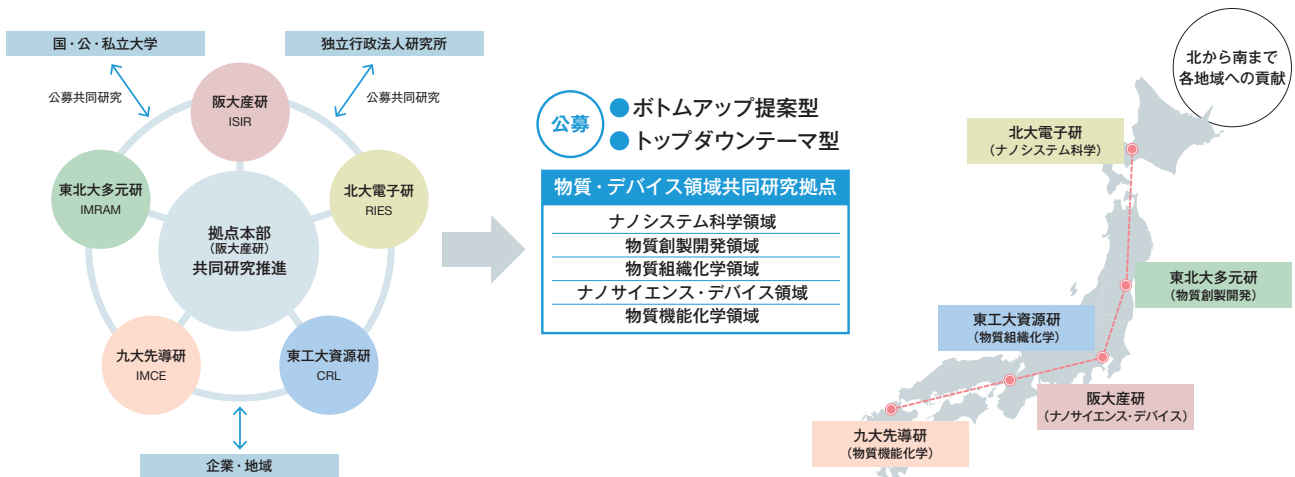 国・公・私立大学
独立行政法人研究所
公募共同研究
公募共同研究
阪大産研
ISIR
東北大多元研
IMRAM
北大電子研
RIES
拠点本部
(阪大産研)
共同研究推進
九大先導研
IMCE
東工大資源研
CRL
企業・地域
公募
●ボトムアップ提案型
●トップダウンテーマ型
物質・デバイス領域共同研究拠点
ナノシステム科学領域
物質創製開発領域
物質組織化学領域
ナノサイエンス・デバイス領域
物質機能化学領域
北から南まで
各地域への貢献
北大電子研
(ナノシステム科学)
東北大多元研
(物質創製開発)
東工大資源研
(物質組織化学)
阪大産研
(ナノサイエンス・デバイス)
九大先導研
(物質機能化学)